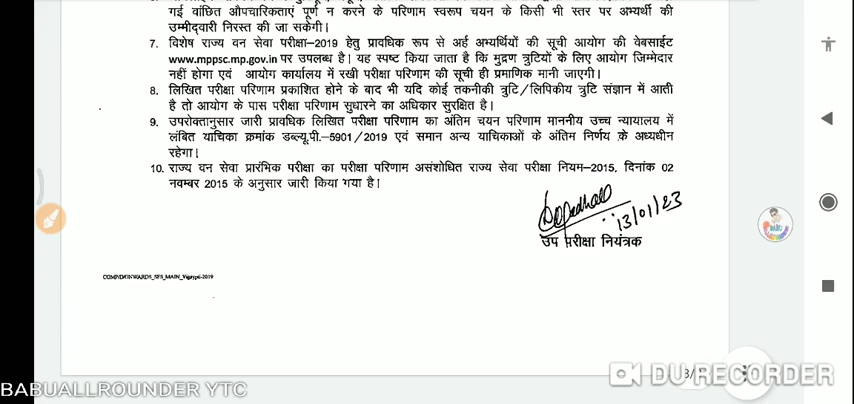 गई वांछित औपचारिकताएं पूर्ण न करने के परिणाम स्वरूप चयन के किसी भी स्तर पर अभ्यर्थी की
उम्मीदवारी निरस्त की जा सकेगी।
7. विशेष राज्य वन सेवा परीक्षा-2019 हेतु प्रावधिक रूप से अर्ह अभ्यर्थियों की सूची आयोग की वेबसाईट
www.mppsc.mp.gov.in पर उपलब्ध है। यह स्पष्ट किया जाता है कि मुद्रण त्रुटियों के लिए आयोग जिम्मेदार
नहीं होगा एवं आयोग कार्यालय में रखी परीक्षा परिणाम की सूची ही प्रमाणिक मानी जाएगी।
8. लिखित परीक्षा परिणाम प्रकाशित होने के बाद भी यदि कोई तकनीकी त्रुटि/लिपिकीय त्रुटि संज्ञान में आती
है तो आयोग के पास परीक्षा परिणाम सुधारने का अधिकार सुरक्षित है।
9. उपरोक्तानुसार जारी प्रावधिक लिखित परीक्षा परिणाम का अंतिम चयन परिणाम माननीय उच्च न्यायालय में
लंबित याचिका क्रमांक डब्ल्यू.पी.-5901/2019 एवं समान अन्य याचिकाओं के अंतिम निर्णय के अध्यधीन
रहेगा।
10. राज्य वन सेवा प्रारंभिक परीक्षा का परीक्षा परिणाम असंशोधित राज्य सेवा परीक्षा नियम-2015, दिनांक 02
नवम्बर 2015 के अनुसार जारी किया गया है।
13/01/23
उप परीक्षा नियंत्रक
BABUALLROUNDER YTC
DU RECORDER